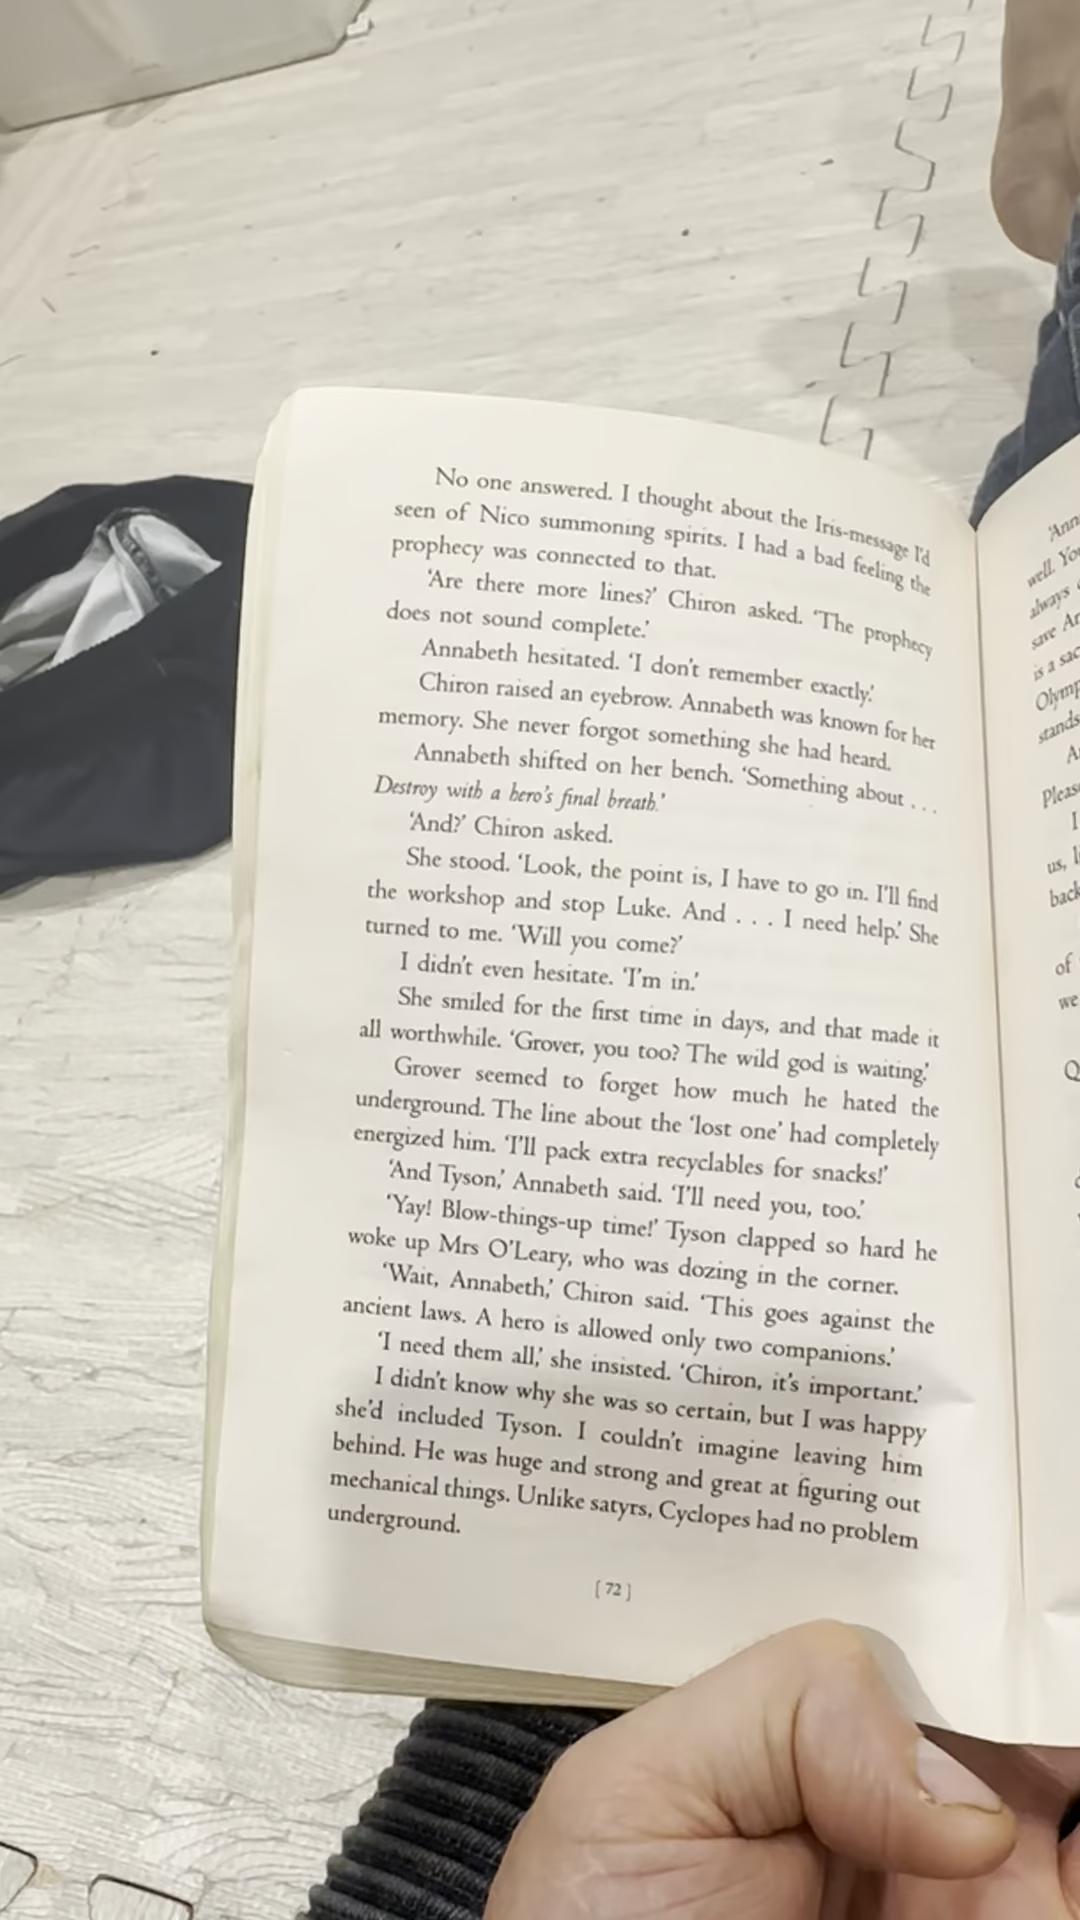 No one answered. I thought about the Iris-message I'd
seen of Nico summoning spirits. I had a bad feeling the
prophecy was connected to that.
'Are there more lines?' Chiron asked. 'The prophecy
does not sound complete.'
Annabeth hesitated. 'I don't remember exactly.'
Chiron raised an eyebrow. Annabeth was known for her
memory. She never forgot something she had heard.
Annabeth shifted on her bench. 'Something about . . .
Destroy with a hero's final breath.'
'And?' Chiron asked.
She stood. 'Look, the point is, I have to go in. I'll find
the workshop and stop Luke. And . . . I need help.' She
turned to me. 'Will you come?'
I didn't even hesitate. 'I'm in.'
She smiled for the first time in days, and that made it
all worthwhile. 'Grover, you too? The wild god is waiting.'
Grover seemed to forget how much he hated the
underground. The line about the 'lost one' had completely
energized him. 'I'll pack extra recyclables for snacks!'
'And Tyson,' Annabeth said. 'I'll need you, too.'
'Yay! Blow-things-up time!' Tyson clapped so hard he
woke up Mrs O'Leary, who was dozing in the corner.
'Wait, Annabeth,' Chiron said. 'This goes against the
ancient laws. A hero is allowed only two companions.'
'I need them all,' she insisted. 'Chiron, it's important.'
I didn't know why she was so certain, but I was happy
she'd included Tyson. I couldn't imagine leaving him
behind. He was huge and strong and great at figuring out
mechanical things. Unlike satyrs, Cyclopes had no problem
underground.
[ 72 ]
well. You
always
save
is a
stands
us,
back
of
we